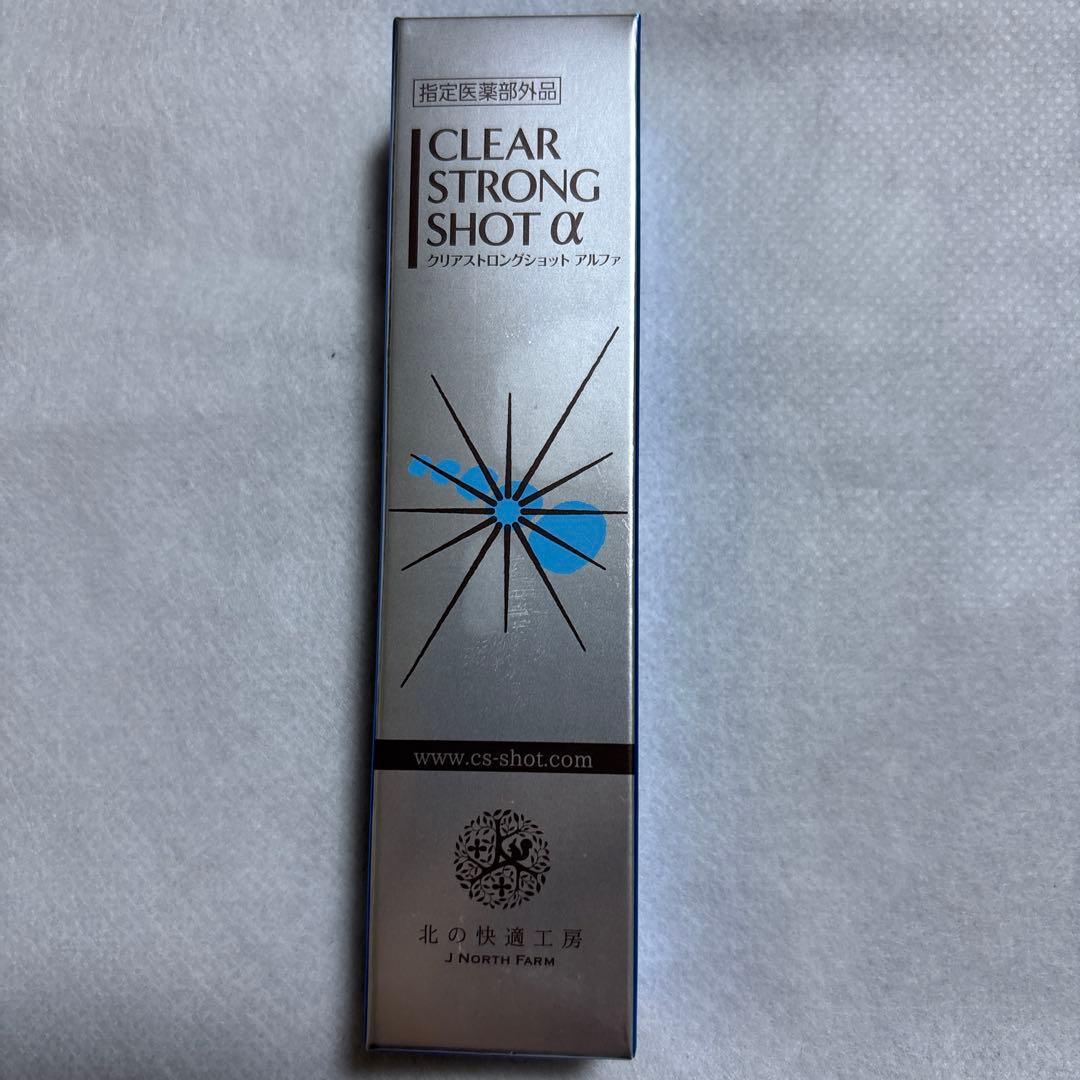 指定医薬部外品
CLEAR
STRONG
SHOT α
クリアストロングショット アルファ
www.cs-shot.com
北の快適工房
J NORTH FARM